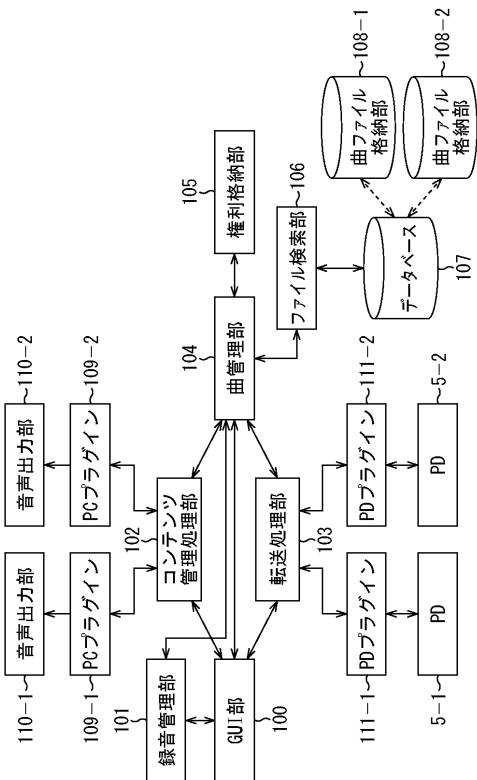 110-1
音声出力部
110-2
音声出力部
109-1
PCプラグイン
109-2
PCプラグイン
101
録音管理部
102
コンテンツ
管理処理部
100
GUI部
103
転送処理部
104
曲管理部
105
権利格納部
106
ファイル検索部
107
データベース
108-1
曲ファイル
格納部
108-2
曲ファイル
格納部
111-1
PDプラグイン
111-2
PDプラグイン
5-1
PD
5-2
PD